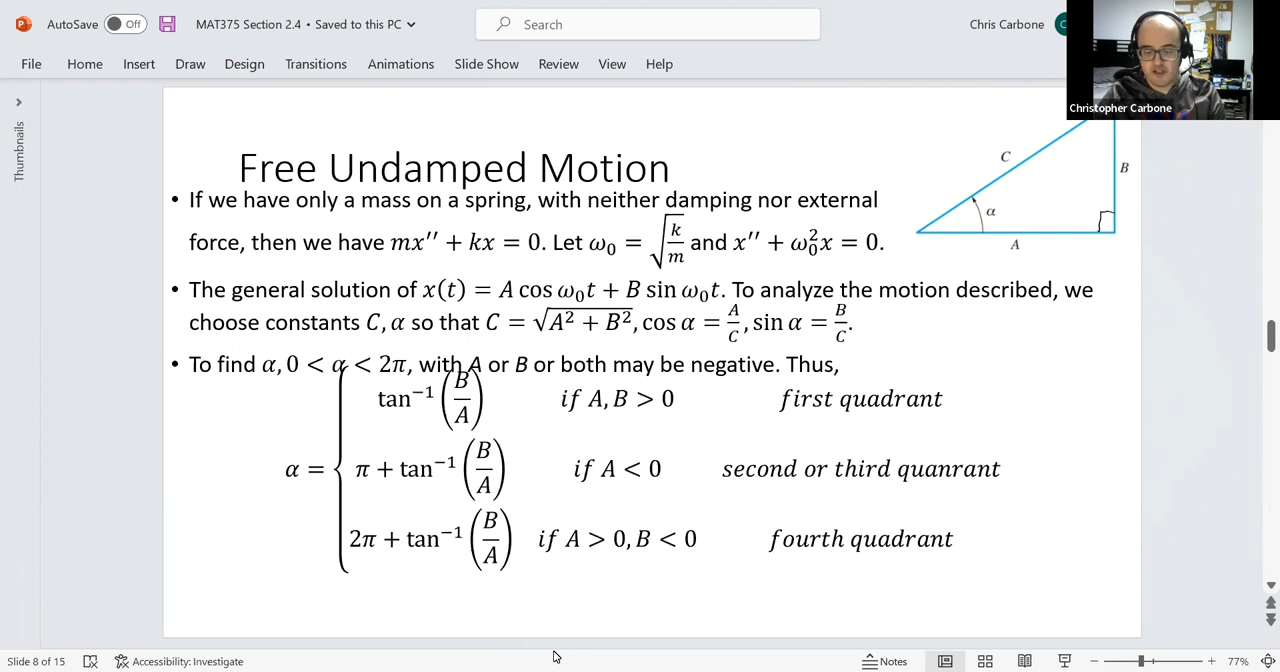 AutoSave Off MAT375 Section 2.4 • Saved to this PC Search Chris Carbone
File Home Insert Draw Design Transitions Animations Slide Show Review View Help
Christopher Carbone
Thumbnails
C
B
α
A
Free Undamped Motion
• If we have only a mass on a spring, with neither damping nor external
force, then we have mx′′ + kx = 0. Let ω₀ = √(k/m) and x′′ + ω₀²x = 0.
• The general solution of x(t) = A cos ω₀t + B sin ω₀t. To analyze the motion described, we
choose constants C, α so that C = √(A² + B²), cos α = A/C, sin α = B/C.
• To find α, 0 < α < 2π, with A or B or both may be negative. Thus,
tan⁻¹(B/A) if A, B > 0 first quadrant
α = { π + tan⁻¹(B/A) if A < 0 second or third quanrant
2π + tan⁻¹(B/A) if A > 0, B < 0 fourth quadrant
Slide 8 of 15 Accessibility: Investigate Notes 77%